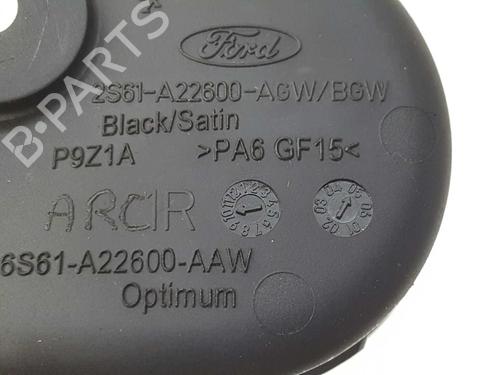 Ford
2S61-A22600-AGW/BGW
Black/Satin
P9Z1A >PA6 GF15<
ARCIR
6S61-A22600-AAW
Optimum
B-Parts